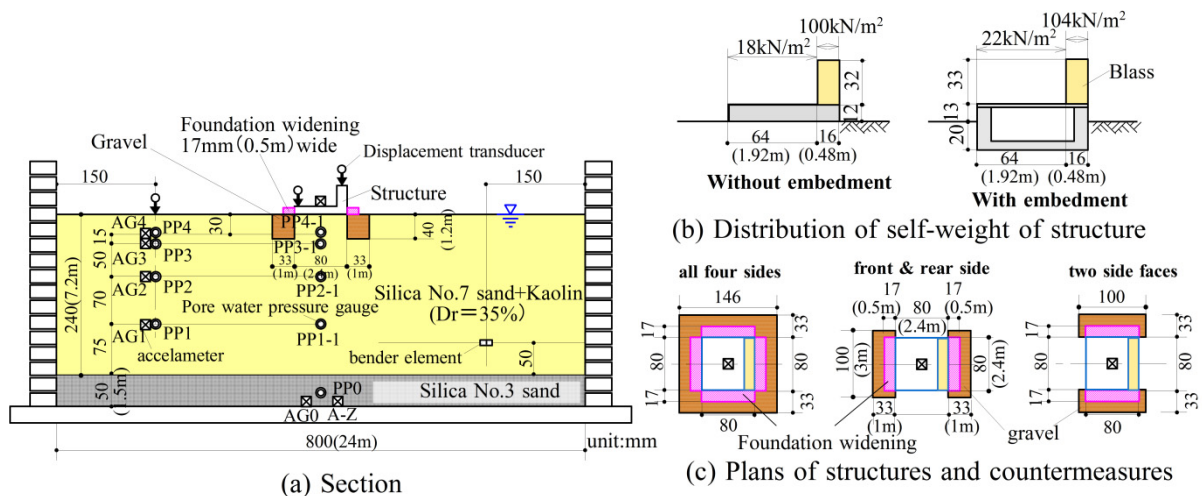 Foundation widening
17mm(0.5m) wide
Gravel
Displacement transducer
Structure
150
150
AG4
PP4
PP4-1
30
40
(1.2m)
15
AG3
PP3
PP3-1
50
33
(1m)
80
(2.4m)
33
(1m)
AG2
PP2
PP2-1
240(7.2m)
70
Silica No.7 sand+Kaolin
(Dr=35%)
Pore water pressure gauge
AG1
PP1
PP1-1
accelameter
bender element
75
50
50
(1.5m)
PP0
Silica No.3 sand
AG0
A-Z
800(24m)
unit:mm
(a) Section
100kN/m²
18kN/m²
32
12
64
(1.92m)
16
(0.48m)
Without embedment
104kN/m²
22kN/m²
Blass
33
13
20
64
(1.92m)
16
(0.48m)
With embedment
(b) Distribution of self-weight of structure
all four sides
146
17
80
17
33
80
33
80
front & rear side
17
(0.5m)
80
(2.4m)
17
(0.5m)
100
(3m)
80
(2.4m)
33
(1m)
33
(1m)
two side faces
100
17
80
17
33
80
33
80
Foundation widening
gravel
(c) Plans of structures and countermeasures